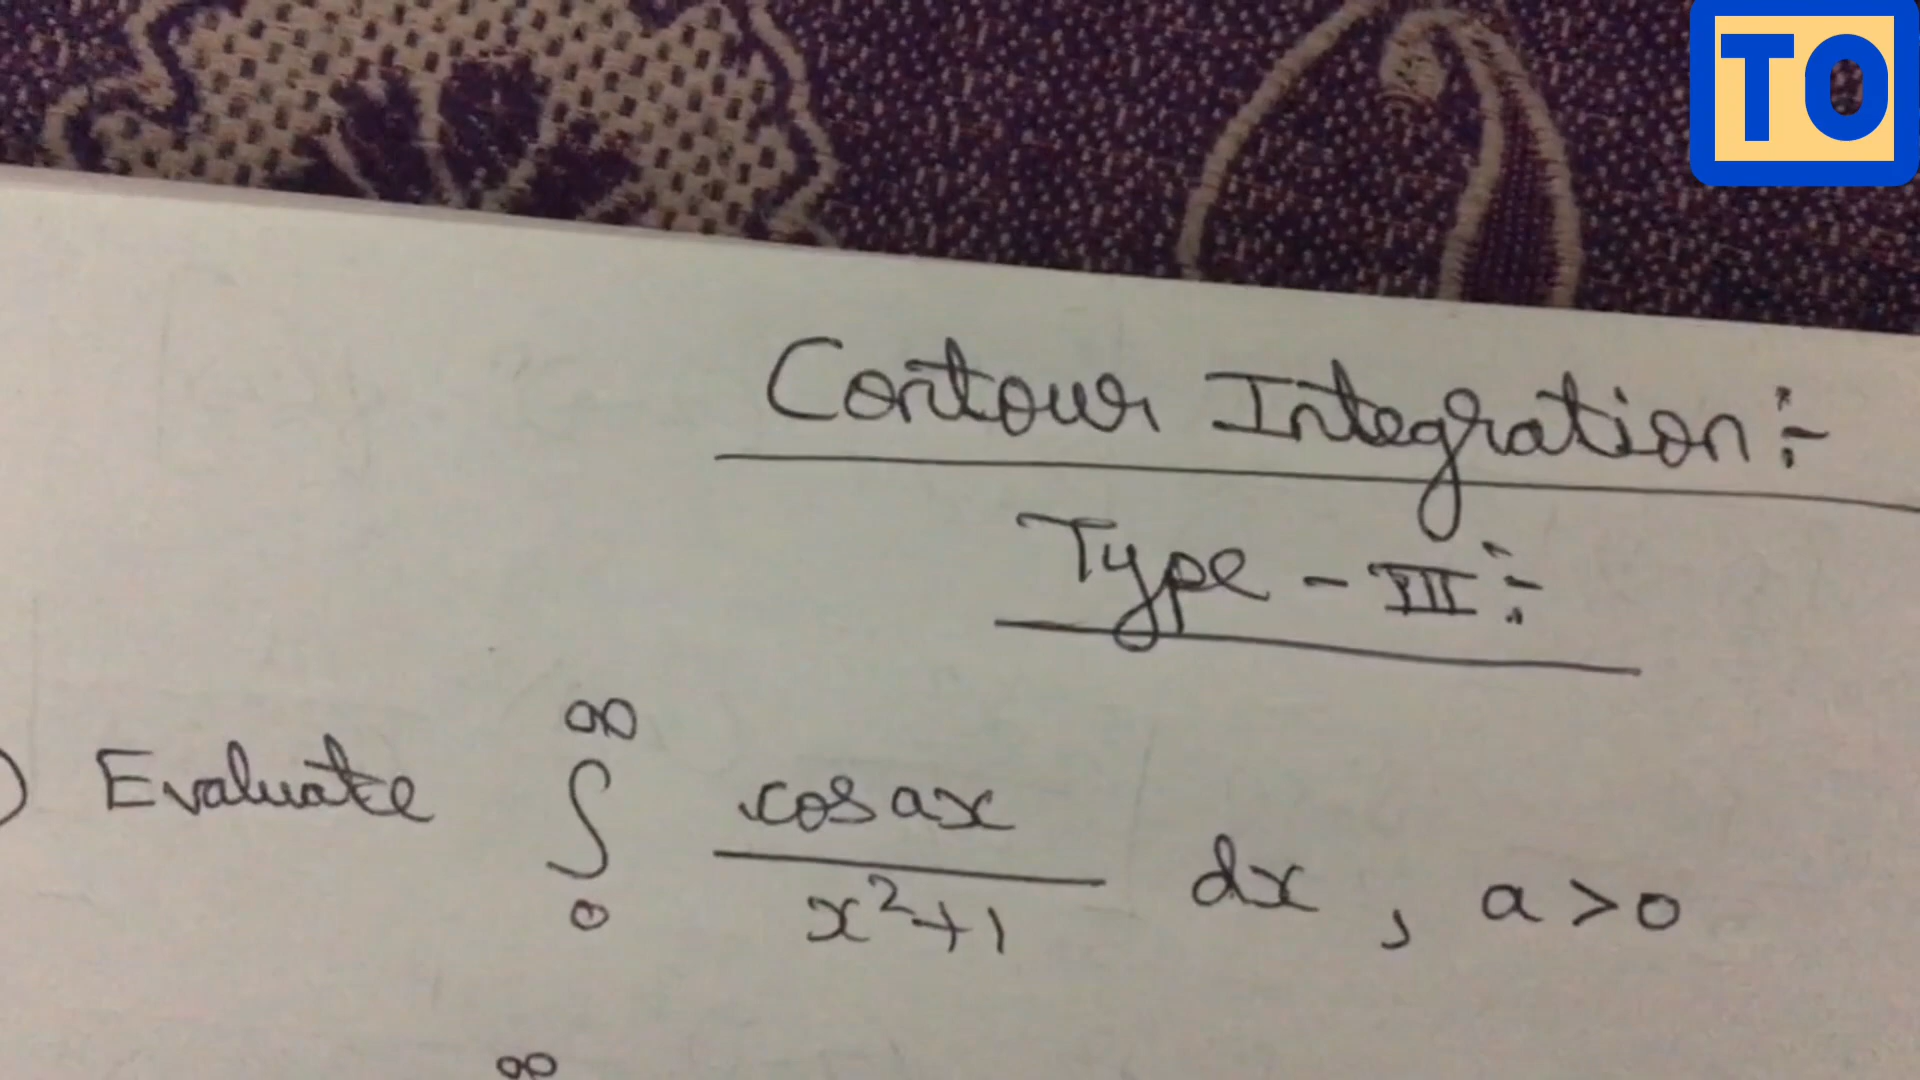 TO
Contour Integration :-
Type - III :-
) Evaluate ∫₀^∞ cos ax / x²+1 dx , a > 0
∞